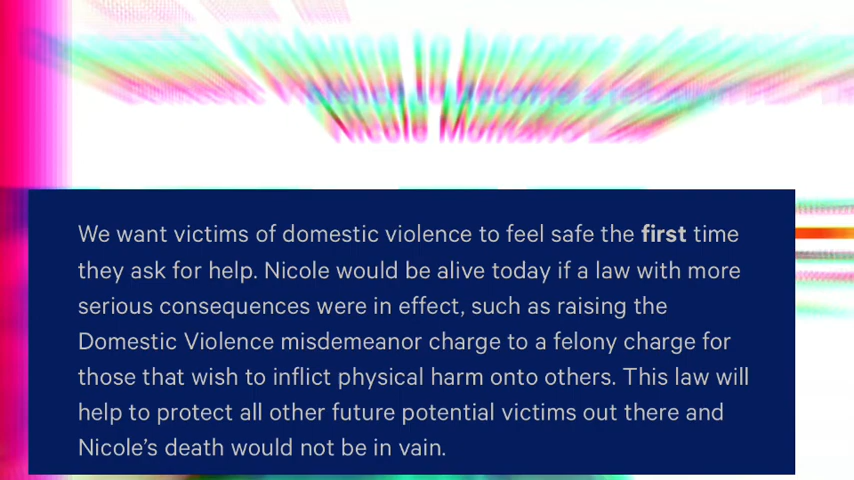 We want victims of domestic violence to feel safe the first time
they ask for help. Nicole would be alive today if a law with more
serious consequences were in effect, such as raising the
Domestic Violence misdemeanor charge to a felony charge for
those that wish to inflict physical harm onto others. This law will
help to protect all other future potential victims out there and
Nicole’s death would not be in vain.